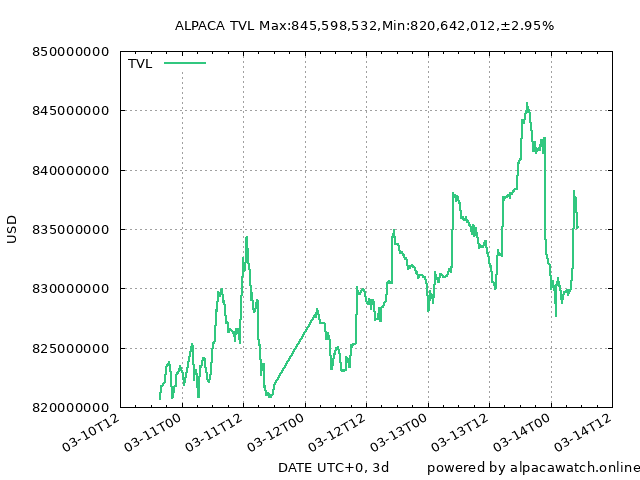 ALPACA TVL Max:845,598,532,Min:820,642,012,±2.95%
TVL
850000000
845000000
840000000
835000000
830000000
825000000
820000000
USD
03-10T12
03-11T00
03-11T12
03-12T00
03-12T12
03-13T00
03-13T12
03-14T00
03-14T12
DATE UTC+0, 3d
powered by alpacawatch.online